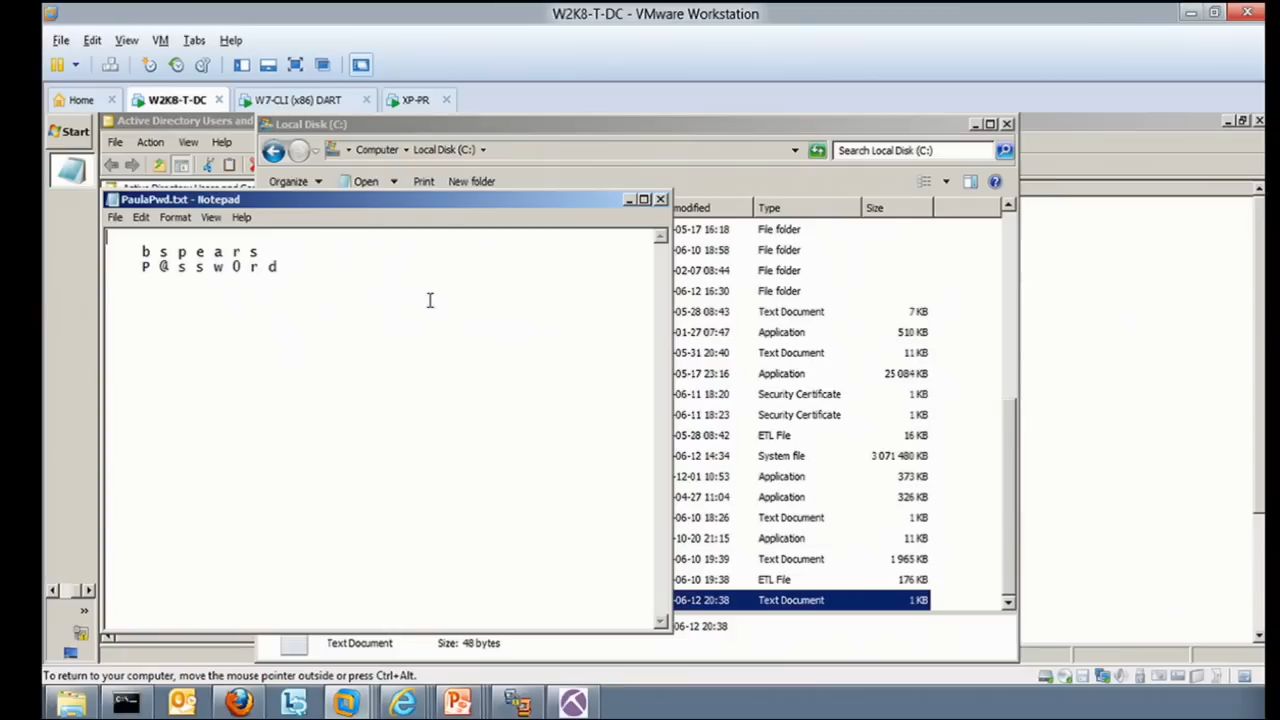 W2K8-T-DC - VMware Workstation
File Edit View VM Tabs Help
Home W2K8-T-DC W7-CLI (x86) DART XP-PR
Start
Active Directory Users and
File Action View Help
Local Disk (C:)
Computer Local Disk (C:) Search Local Disk (C:)
Organize Open Print New folder
PaulaPwd.txt - Notepad
File Edit Format View Help
b s p e a r s
P @ s s w 0 r d
modified Type Size
-05-17 16:18 File folder
-06-10 18:58 File folder
-02-07 08:44 File folder
-06-12 16:30 File folder
-05-28 08:43 Text Document 7 KB
-01-27 07:47 Application 510 KB
-05-31 20:40 Text Document 11 KB
-05-17 23:16 Application 25 084 KB
-06-11 18:20 Security Certificate 1 KB
-06-11 18:23 Security Certificate 1 KB
-05-28 08:42 ETL File 16 KB
-06-12 14:34 System file 3 071 480 KB
-12-01 10:53 Application 373 KB
-04-27 11:04 Application 326 KB
-06-10 18:26 Text Document 1 KB
-10-20 21:15 Application 11 KB
-06-10 19:39 Text Document 1 965 KB
-06-10 19:38 ETL File 176 KB
-06-12 20:38 Text Document 1 KB
06-12 20:38
Text Document Size: 48 bytes
To return to your computer, move the mouse pointer outside or press Ctrl+Alt.